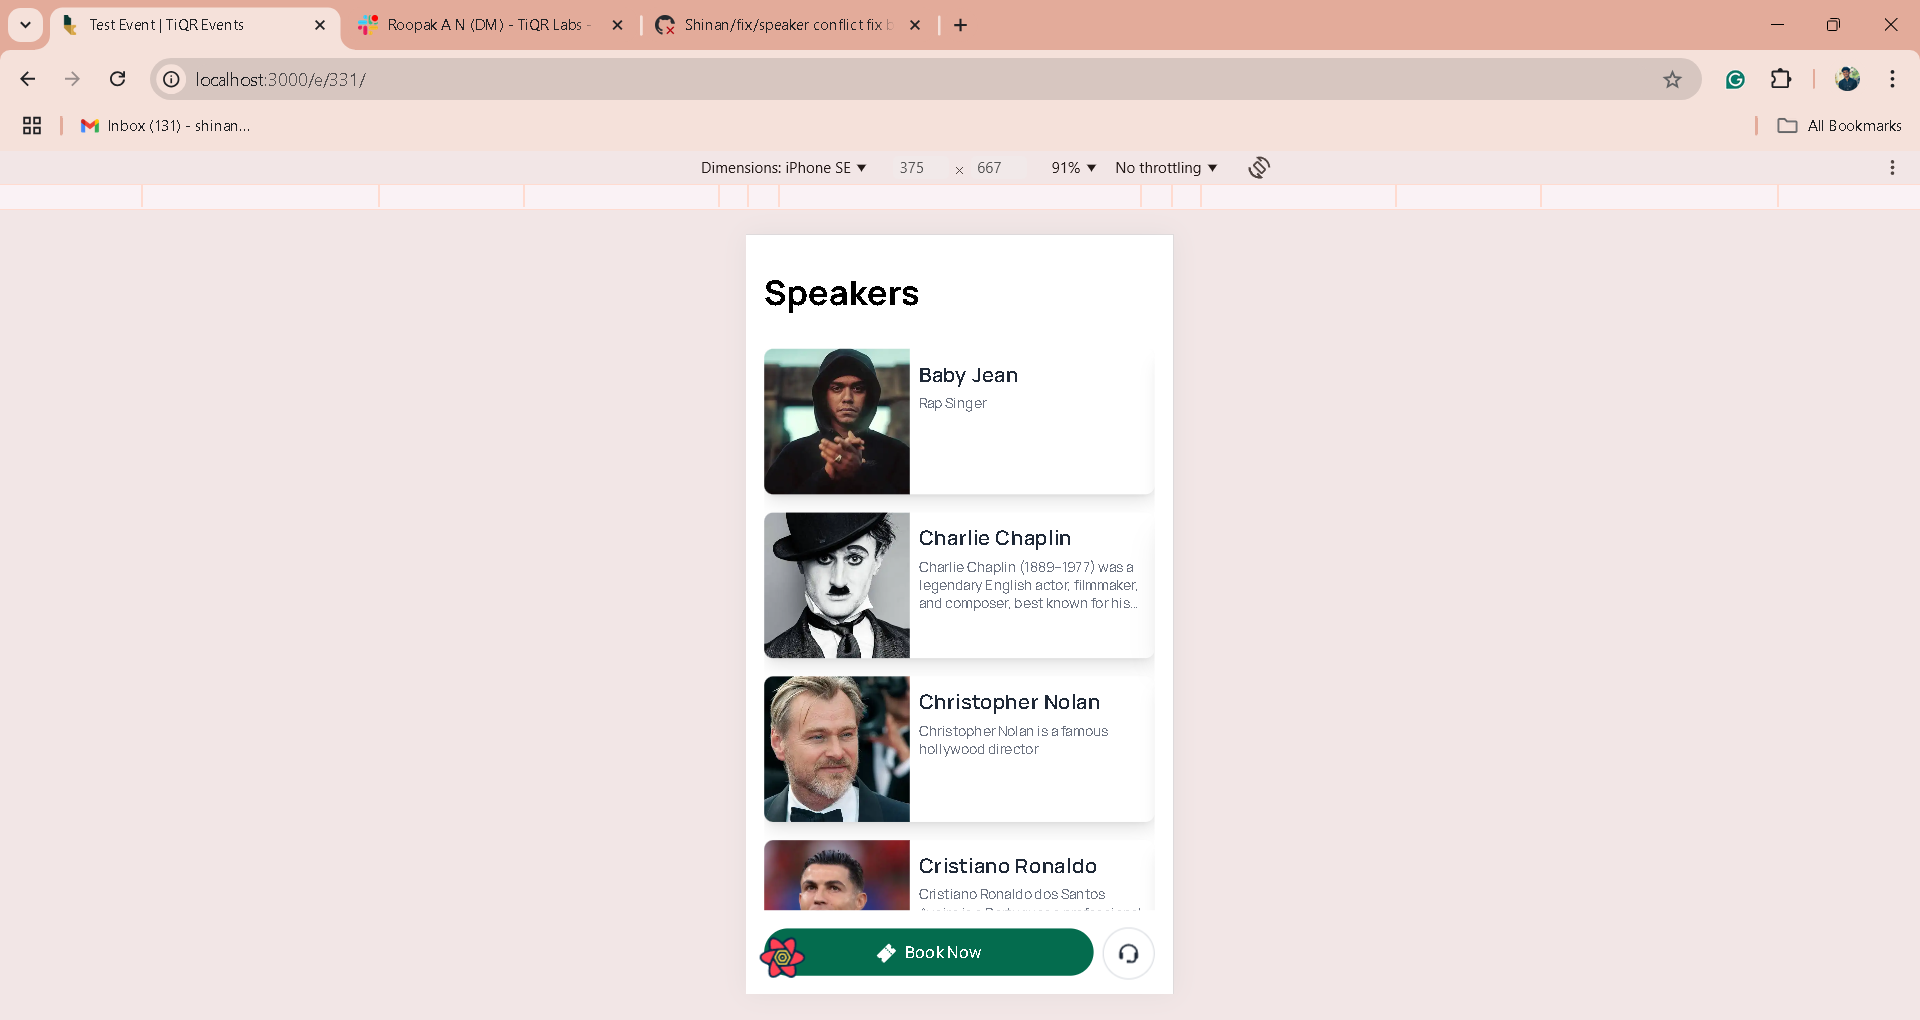 Test Event | TiQR Events
Roopak A N (DM) - TiQR Labs -
Shinan/fix/speaker conflict fix b
localhost:3000/e/331/
Inbox (131) - shinan...
All Bookmarks
Dimensions: iPhone SE ▼ 375 × 667 91% ▼ No throttling ▼
Speakers
Baby Jean
Rap Singer
Charlie Chaplin
Charlie Chaplin (1889–1977) was a
legendary English actor, filmmaker,
and composer, best known for his...
Christopher Nolan
Christopher Nolan is a famous
hollywood director
Cristiano Ronaldo
Cristiano Ronaldo dos Santos
Book Now